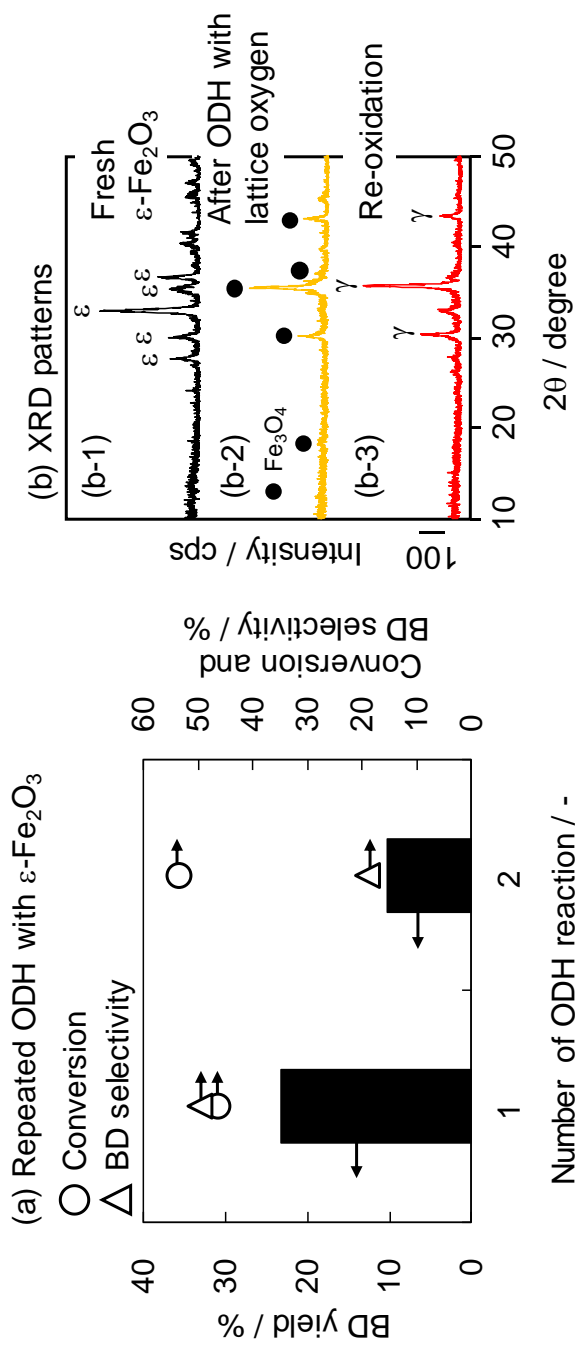 (a) Repeated ODH with ε-Fe₂O₃
Conversion
BD selectivity
BD yield / %
40
30
20
10
0
Conversion and
BD selectivity / %
60
50
40
30
20
10
0
1
2
Number of ODH reaction / -
(b) XRD patterns
(b-1)
Fresh
ε-Fe₂O₃
ε
ε
ε
ε
ε
(b-2)
After ODH with
lattice oxygen
Fe₃O₄
(b-3)
Re-oxidation
γ
γ
γ
Intensity / cps
100
10
20
30
40
50
2θ / degree